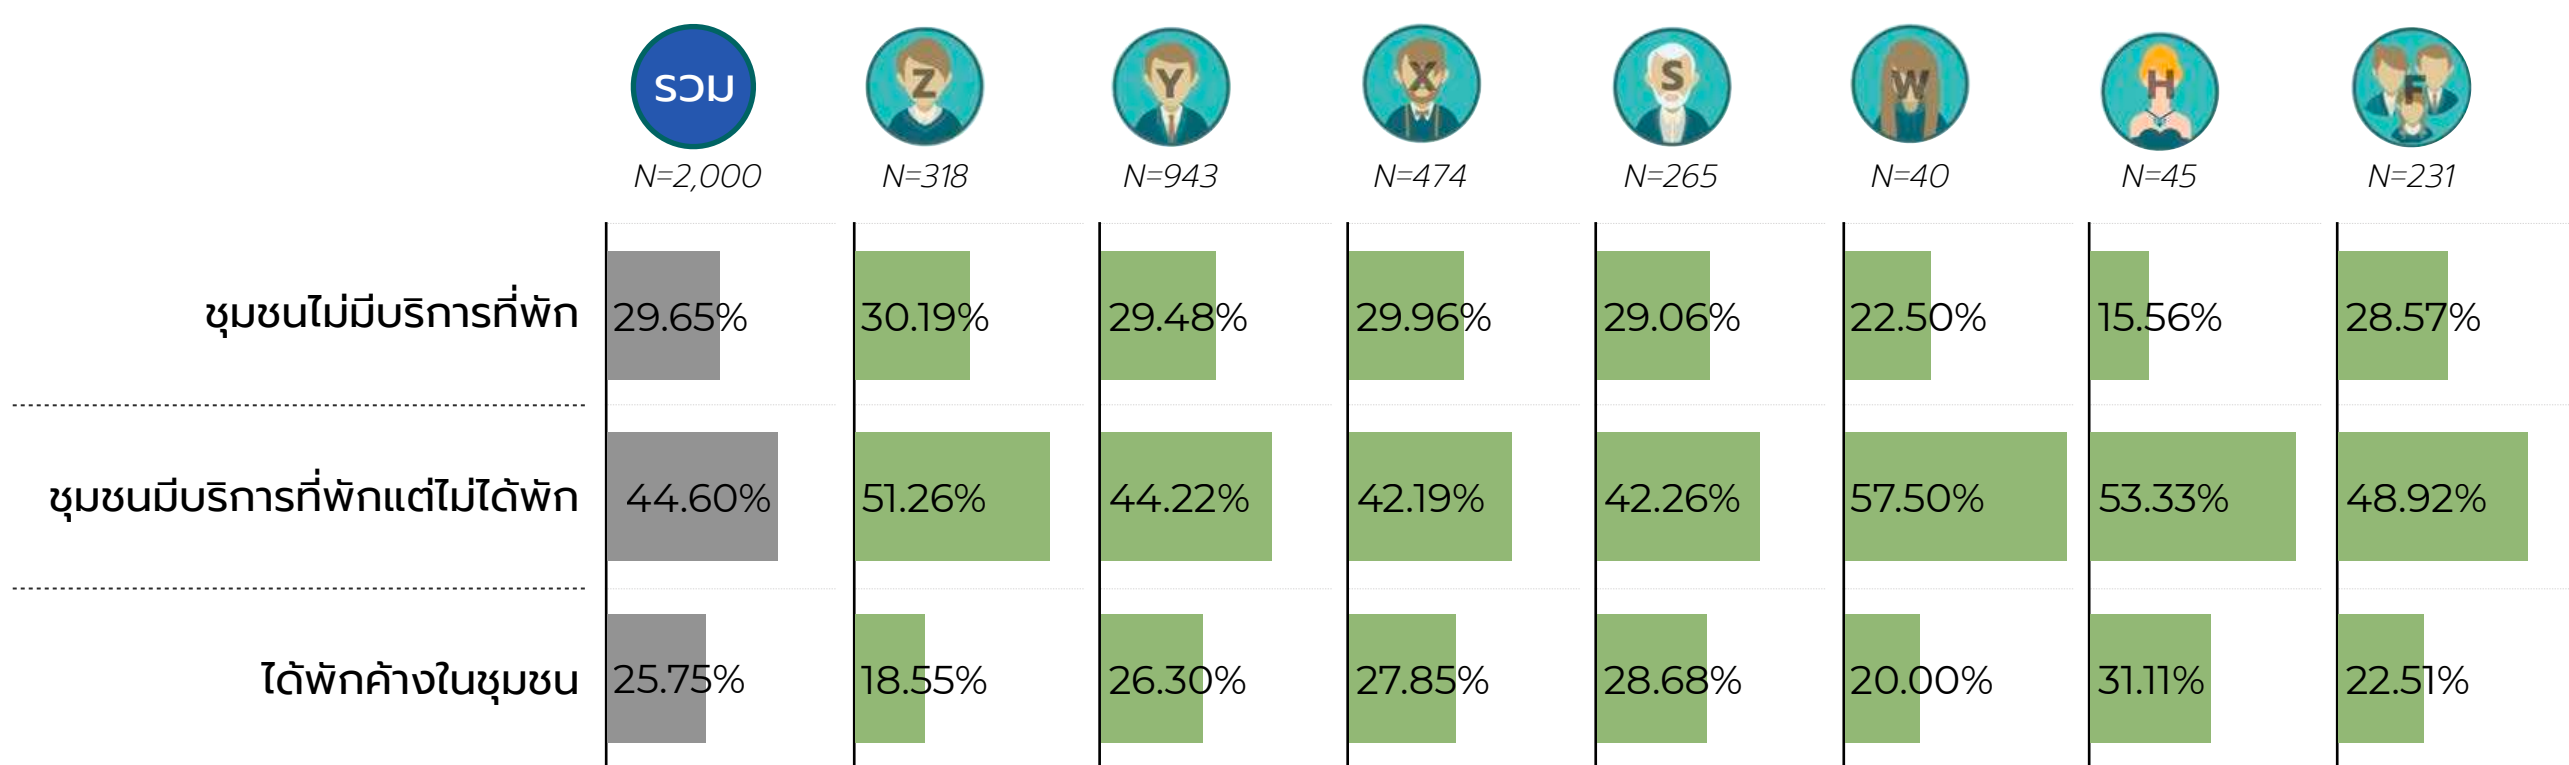 รวม Z Y X S W H F
N=2,000 N=318 N=943 N=474 N=265 N=40 N=45 N=231
ชุมชนไม่มีบริการที่พัก 29.65% 30.19% 29.48% 29.96% 29.06% 22.50% 15.56% 28.57%
ชุมชนมีบริการที่พักแต่ไม่ได้พัก 44.60% 51.26% 44.22% 42.19% 42.26% 57.50% 53.33% 48.92%
ได้พักค้างในชุมชน 25.75% 18.55% 26.30% 27.85% 28.68% 20.00% 31.11% 22.51%